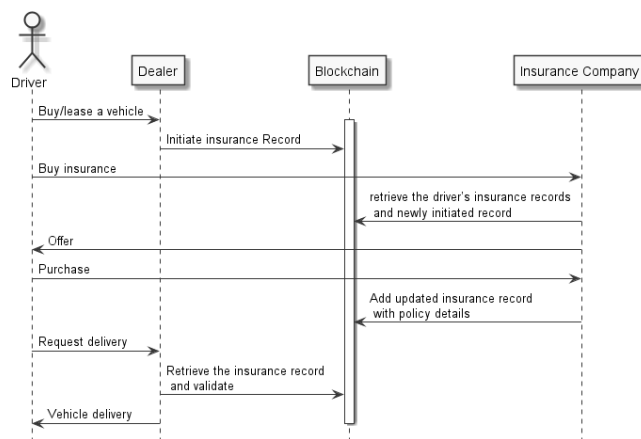 Driver
Dealer
Blockchain
Insurance Company
Buy/lease a vehicle
Initiate insurance Record
Buy insurance
retrieve the driver's insurance records
and newly initiated record
Offer
Purchase
Add updated insurance record
with policy details
Request delivery
Retrieve the insurance record
and validate
Vehicle delivery